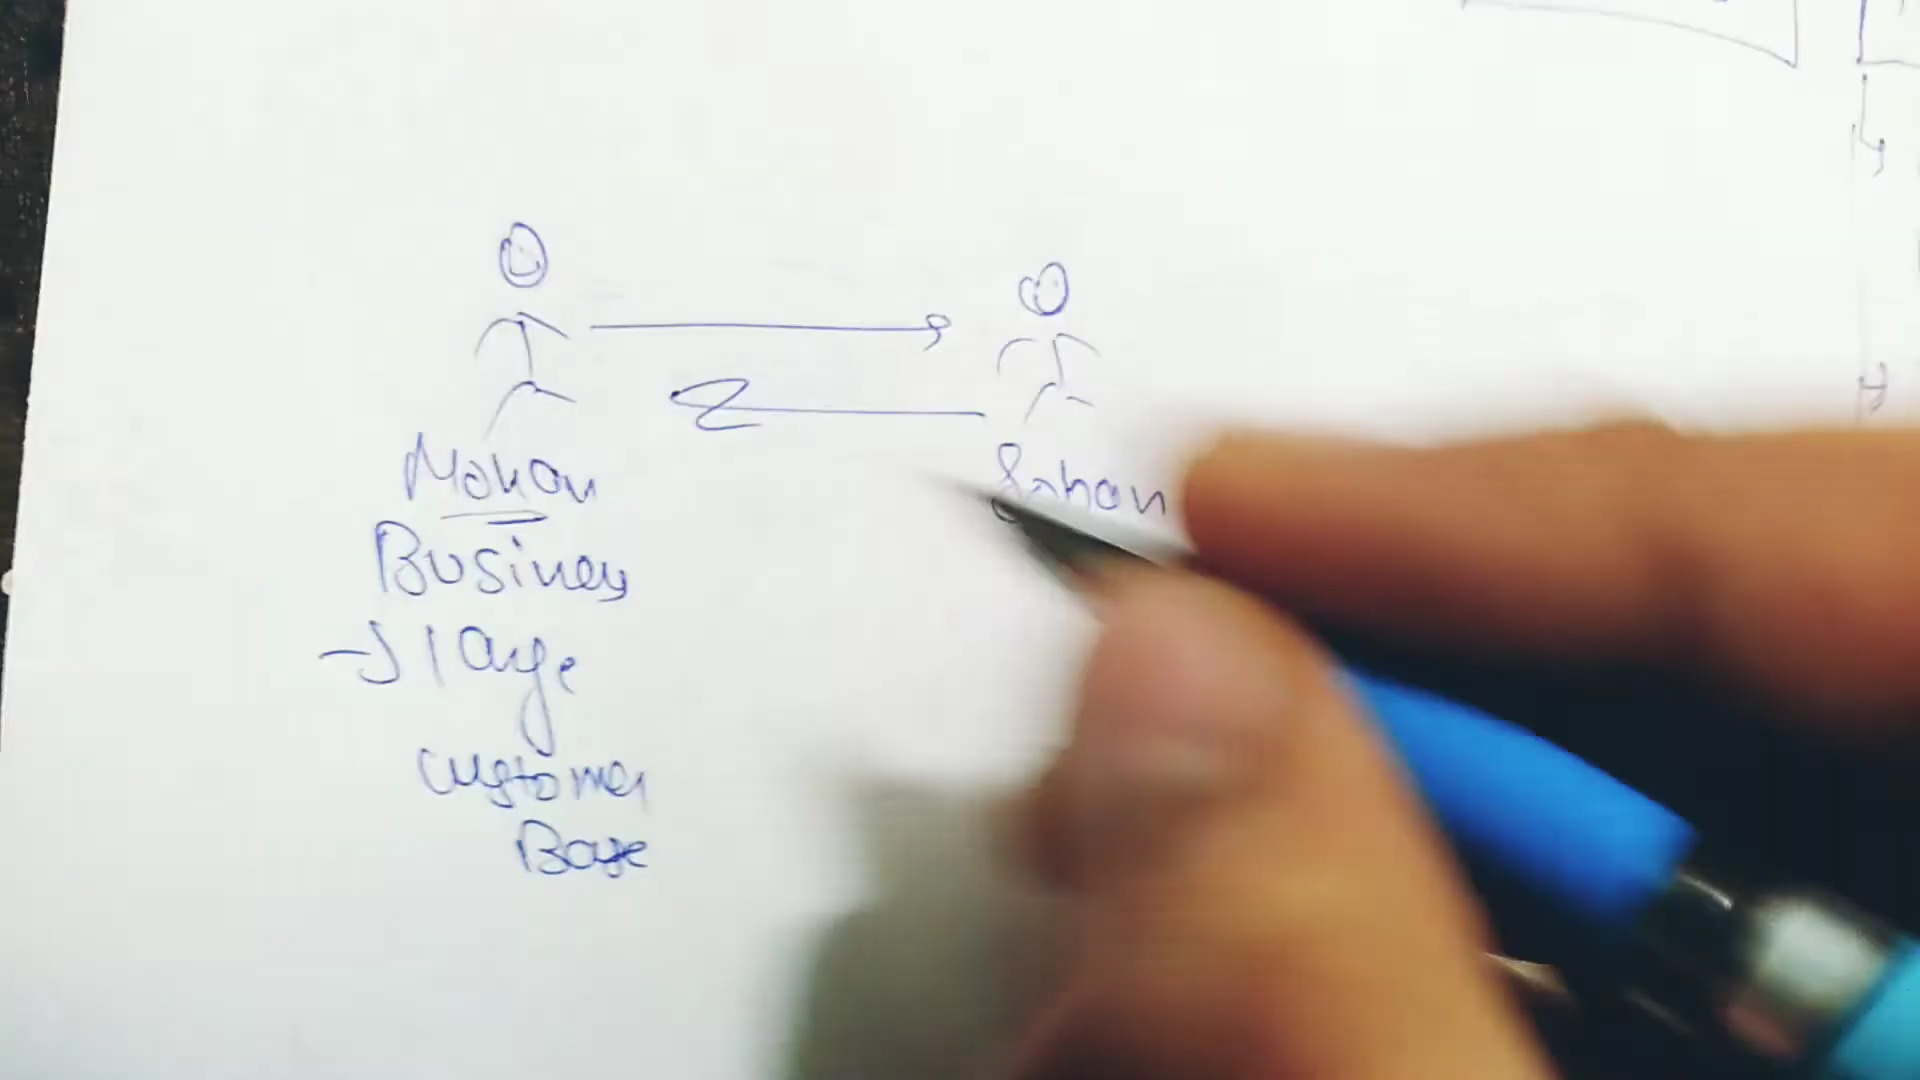 Mohan
Sohan
Business
→ large
customer
Base